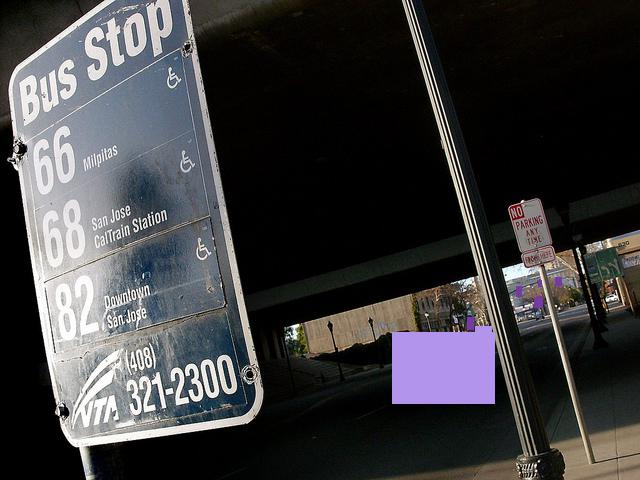 Bus Stop
66 Milpitas
68 San Jose
CalTrain Station
82 Downtown
San Jose
VTA (408)
321-2300
NO
PARKING
ANY
TIME